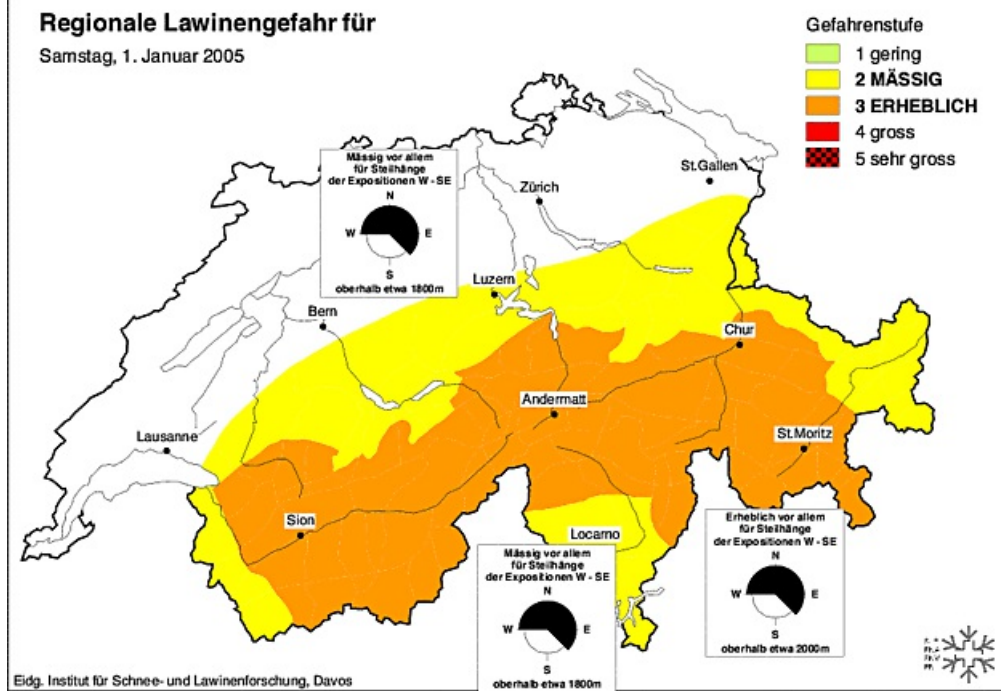 Regionale Lawinengefahr für
Samstag, 1. Januar 2005
Gefahrenstufe
1 gering
2 MÄSSIG
3 ERHEBLICH
4 gross
5 sehr gross
Mässig vor allem
für Steilhänge
der Expositionen W - SE
N
W E
S
oberhalb etwa 1800m
St.Gallen
Zürich
Luzern
Bern
Chur
Andermatt
Lausanne
St.Moritz
Sion
Locarno
Erheblich vor allem
für Steilhänge
der Expositionen W - SE
N
W E
S
oberhalb etwa 2000m
Mässig vor allem
für Steilhänge
der Expositionen W - SE
N
W E
S
oberhalb etwa 1800m
Eidg. Institut für Schnee- und Lawinenforschung, Davos